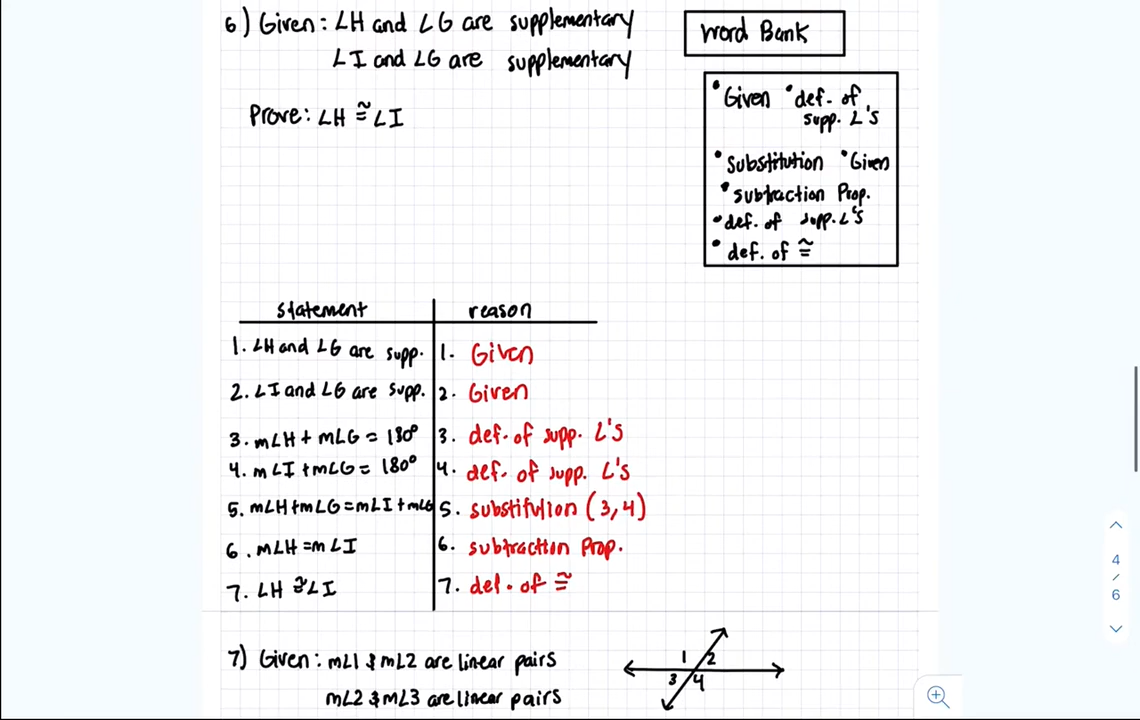 6) Given: ∠H and ∠G are supplementary
∠I and ∠G are supplementary
Prove: ∠H ≅ ∠I
Word Bank
• Given • def. of
supp. ∠'s
• Substitution • Given
• Subtraction Prop.
• def. of supp. ∠'s
• def. of ≅
statement reason
1. ∠H and ∠G are supp. 1. Given
2. ∠I and ∠G are supp. 2. Given
3. m∠H + m∠G = 180° 3. def. of supp. ∠'s
4. m∠I + m∠G = 180° 4. def. of supp. ∠'s
5. m∠H + m∠G = m∠I + m∠G 5. substitution (3,4)
6. m∠H = m∠I 6. subtraction Prop.
7. ∠H ≅ ∠I 7. def. of ≅
7) Given: m∠1 & m∠2 are linear pairs
m∠2 & m∠3 are linear pairs
1 2
3 4
4
/
6